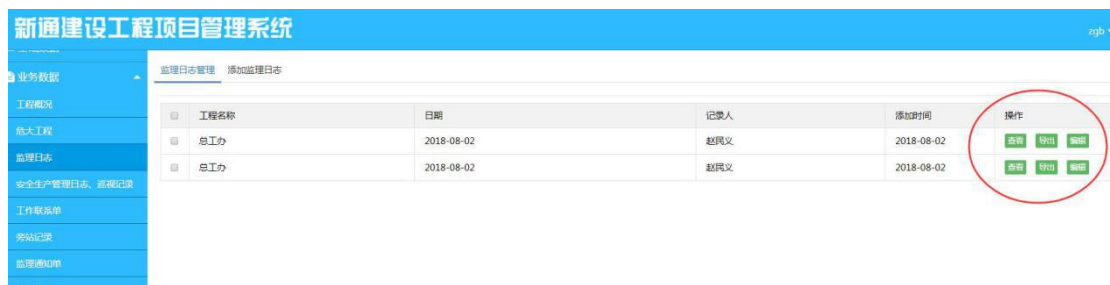 新通建设工程项目管理系统
zgb
业务数据
监理日志管理 添加监理日志
工程概况
工程名称 日期 记录人 添加时间 操作
危大工程
总工办 2018-08-02 赵民义 2018-08-02 查看 导出 编辑
监理日志
总工办 2018-08-02 赵民义 2018-08-02 查看 导出 编辑
安全生产管理日志、巡视记录
工作联系单
旁站记录
监理通知单